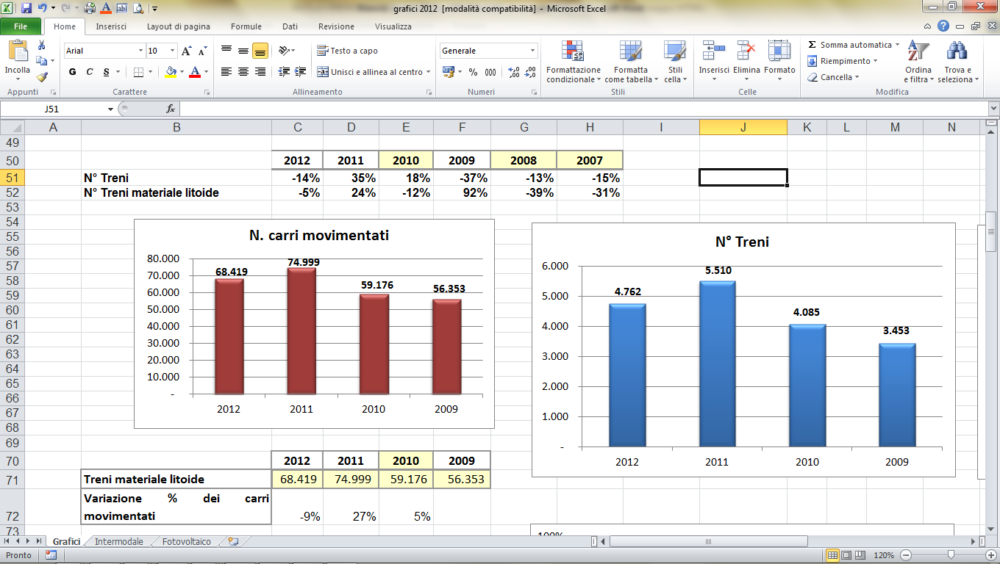 grafici 2012 [modalità compatibilità] - Microsoft Excel
File Home Inserisci Layout di pagina Formule Dati Revisione Visualizza
Incolla
Arial 10
G C S
Testo a capo
Unisci e allinea al centro
Generale
% 000
Formattazione condizionale
Formatta come tabella
Stili cella
Inserisci Elimina Formato
Σ Somma automatica
Riempimento
Cancella
Ordina e filtra
Trova e seleziona
Appunti Carattere Allineamento Numeri Stili Celle Modifica
J51 fx
A B C D E F G H I J K L M N
49
50 2012 2011 2010 2009 2008 2007
51 N° Treni -14% 35% 18% -37% -13% -15%
52 N° Treni materiale litoide -5% 24% -12% 92% -39% -31%
53
54
55
56
57
58
59
60
61
62
63
64
65
66
67
68
69
N. carri movimentati
80.000
70.000
60.000
50.000
40.000
30.000
20.000
10.000
-
68.419 74.999 59.176 56.353
2012 2011 2010 2009
N° Treni
6.000
5.000
4.000
3.000
2.000
1.000
-
4.762 5.510 4.085 3.453
2012 2011 2010 2009
70 2012 2011 2010 2009
71 Treni materiale litoide 68.419 74.999 59.176 56.353
Variazione % dei carri
72 movimentati -9% 27% 5%
73
100%
Grafici Intermodale Fotovoltaico
Pronto 120%